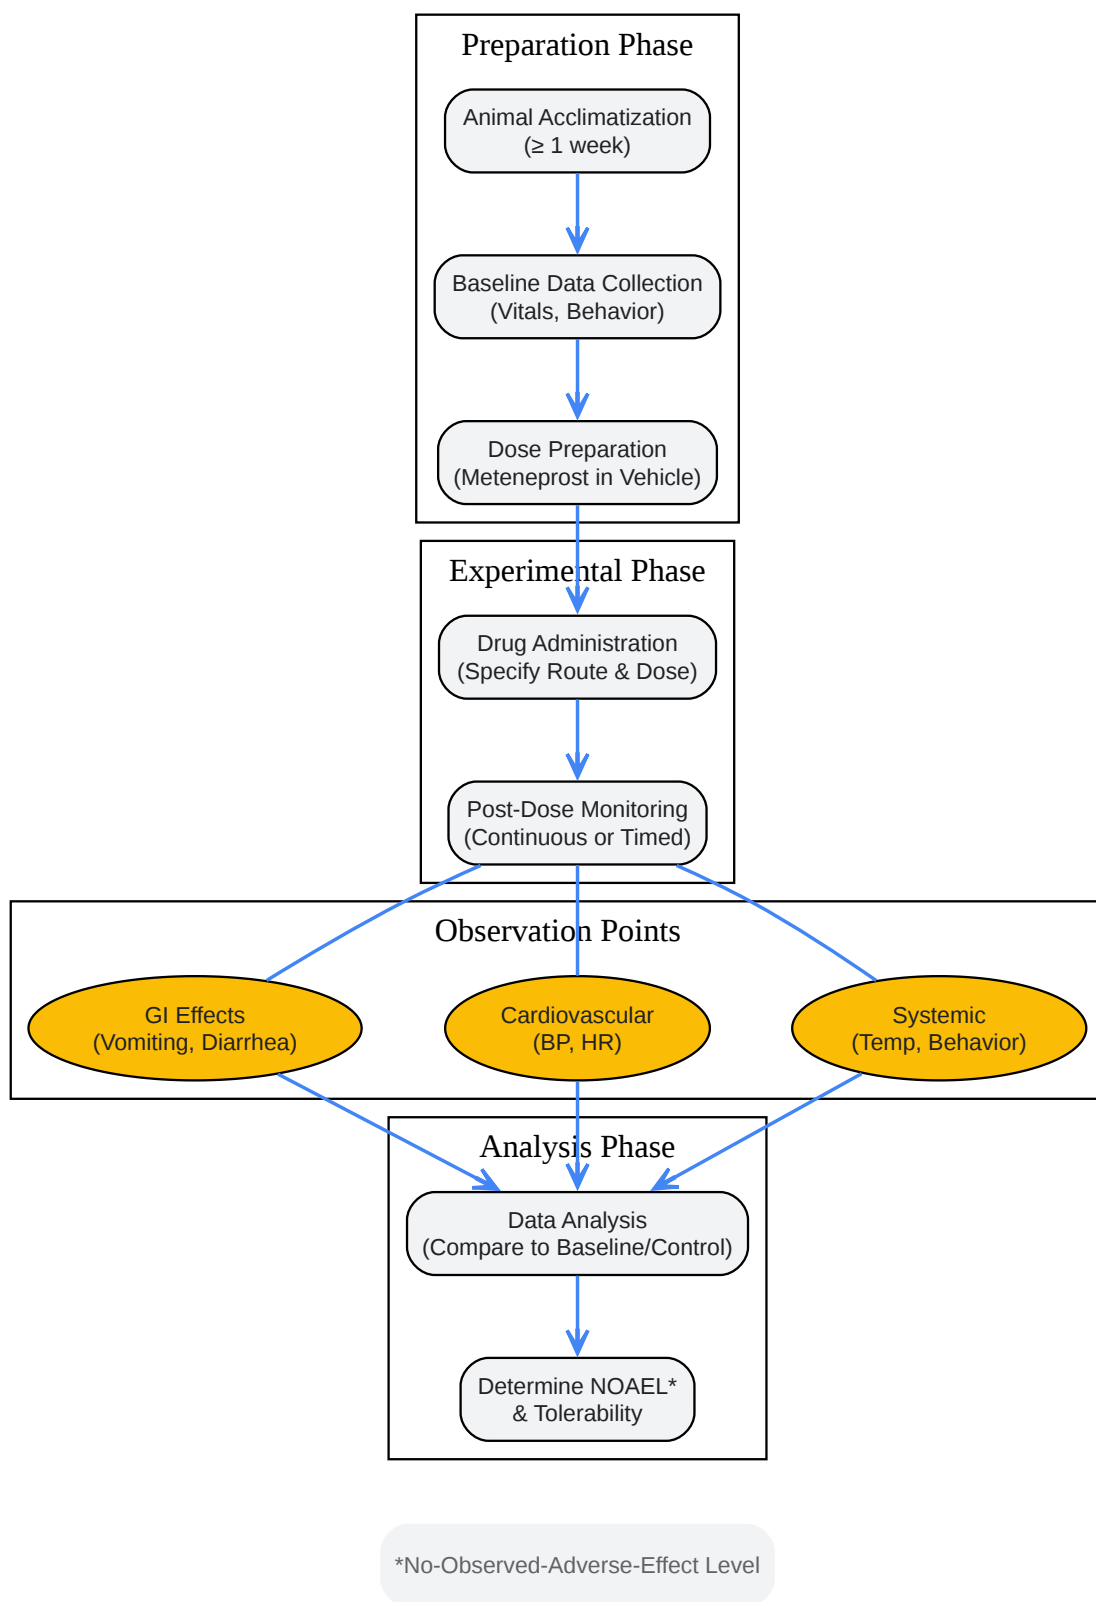 Preparation Phase
Animal Acclimatization
(≥ 1 week)
Baseline Data Collection
(Vitals, Behavior)
Dose Preparation
(Meteneprost in Vehicle)
Experimental Phase
Drug Administration
(Specify Route & Dose)
Post-Dose Monitoring
(Continuous or Timed)
Observation Points
GI Effects
(Vomiting, Diarrhea)
Cardiovascular
(BP, HR)
Systemic
(Temp, Behavior)
Analysis Phase
Data Analysis
(Compare to Baseline/Control)
Determine NOAEL*
& Tolerability
*No-Observed-Adverse-Effect Level